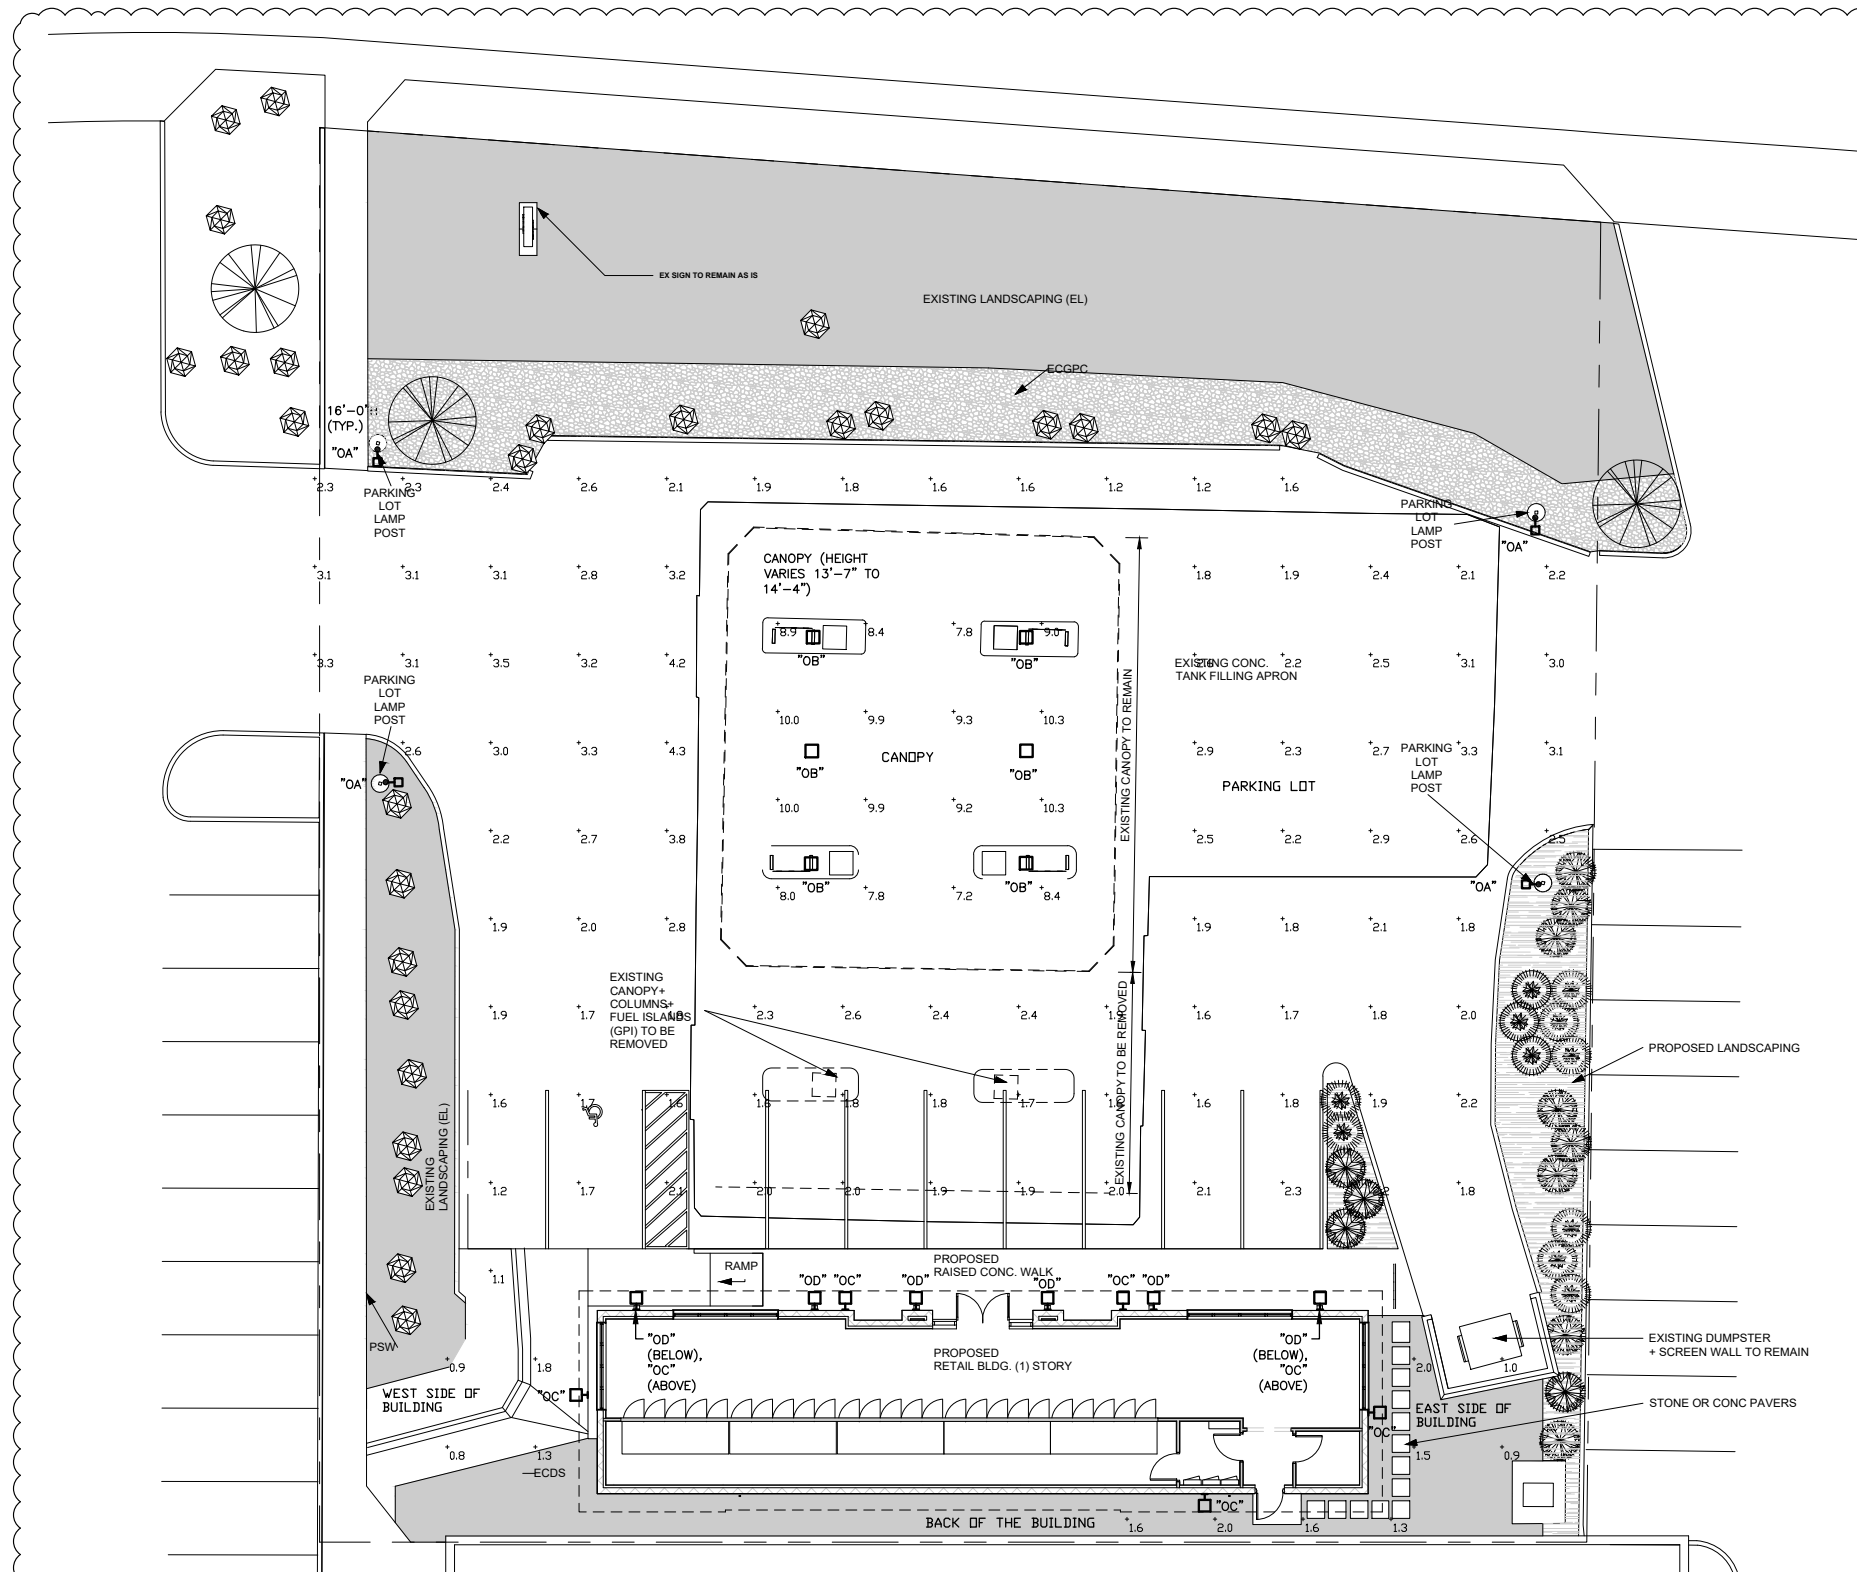 EX SIGN TO REMAIN AS IS
EXISTING LANDSCAPING (EL)
ECGPC
16'-0"
(TYP.)
"OA"
2.3 2.3 2.4 2.6 2.1 1.9 1.8 1.6 1.6 1.2 1.2 1.6
PARKING
LOT
LAMP
POST
PARKING
LOT
LAMP
POST
"OA"
CANOPY (HEIGHT
VARIES 13'-7" TO
14'-4")
3.1 3.1 3.1 2.8 3.2 1.8 1.9 2.4 2.1 2.2
8.9 8.4 7.8 9.0
"OB" "OB"
3.3 3.1 3.5 3.2 4.2 2.2 2.5 3.1 3.0
EXISTING CONC.
TANK FILLING APRON
PARKING
LOT
LAMP
POST
10.0 9.9 9.3 10.3
EXISTING CANOPY TO REMAIN
2.6 3.0 3.3 4.3 2.9 2.3 2.7 3.3 3.1
CANOPY
"OB" "OB"
PARKING
LOT
LAMP
POST
"OA"
PARKING LOT
10.0 9.9 9.2 10.3
2.2 2.7 3.8 2.5 2.2 2.9 2.6 2.5
"OB" "OB"
"OA"
8.0 7.8 7.2 8.4
1.9 2.0 2.8 1.9 1.8 2.1 1.8
EXISTING
CANOPY+
COLUMNS+
FUEL ISLANDS
(GPI) TO BE
REMOVED
1.9 1.7 2.3 2.6 2.4 2.4 1.6 1.7 1.8 2.0
EXISTING CANOPY TO BE REMOVED
PROPOSED LANDSCAPING
1.6 1.7 1.6 1.6 1.8 1.8 1.7 1.6 1.8 1.9 2.2
EXISTING
LANDSCAPING (EL)
1.2 1.7 2.1 2.0 2.0 1.9 1.9 2.0 2.1 2.3 1.8
1.1
RAMP
PROPOSED
RAISED CONC. WALK
"OD" "OC" "OD" "OD" "OC" "OD"
PSW
"OD"
(BELOW),
"OC"
(ABOVE)
PROPOSED
RETAIL BLDG. (1) STORY
"OD"
(BELOW),
"OC"
(ABOVE)
EXISTING DUMPSTER
+ SCREEN WALL TO REMAIN
0.9 1.8 2.0 1.0
WEST SIDE OF
BUILDING
"OC"
STONE OR CONC PAVERS
EAST SIDE OF
BUILDING
"OC"
0.8 1.3 1.5 0.9
ECDS
"OC"
BACK OF THE BUILDING
1.6 2.0 1.6 1.3